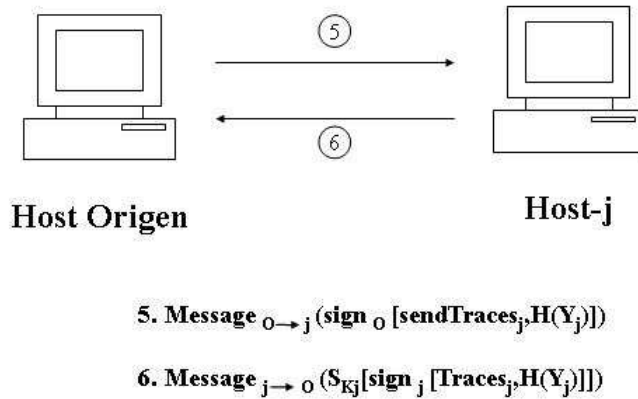 5
6
Host Origen
Host-j
5. Message O→j (sign O [sendTracesj,H(Yj)])
6. Message j→O (SKj[sign j [Tracesj,H(Yj)]])